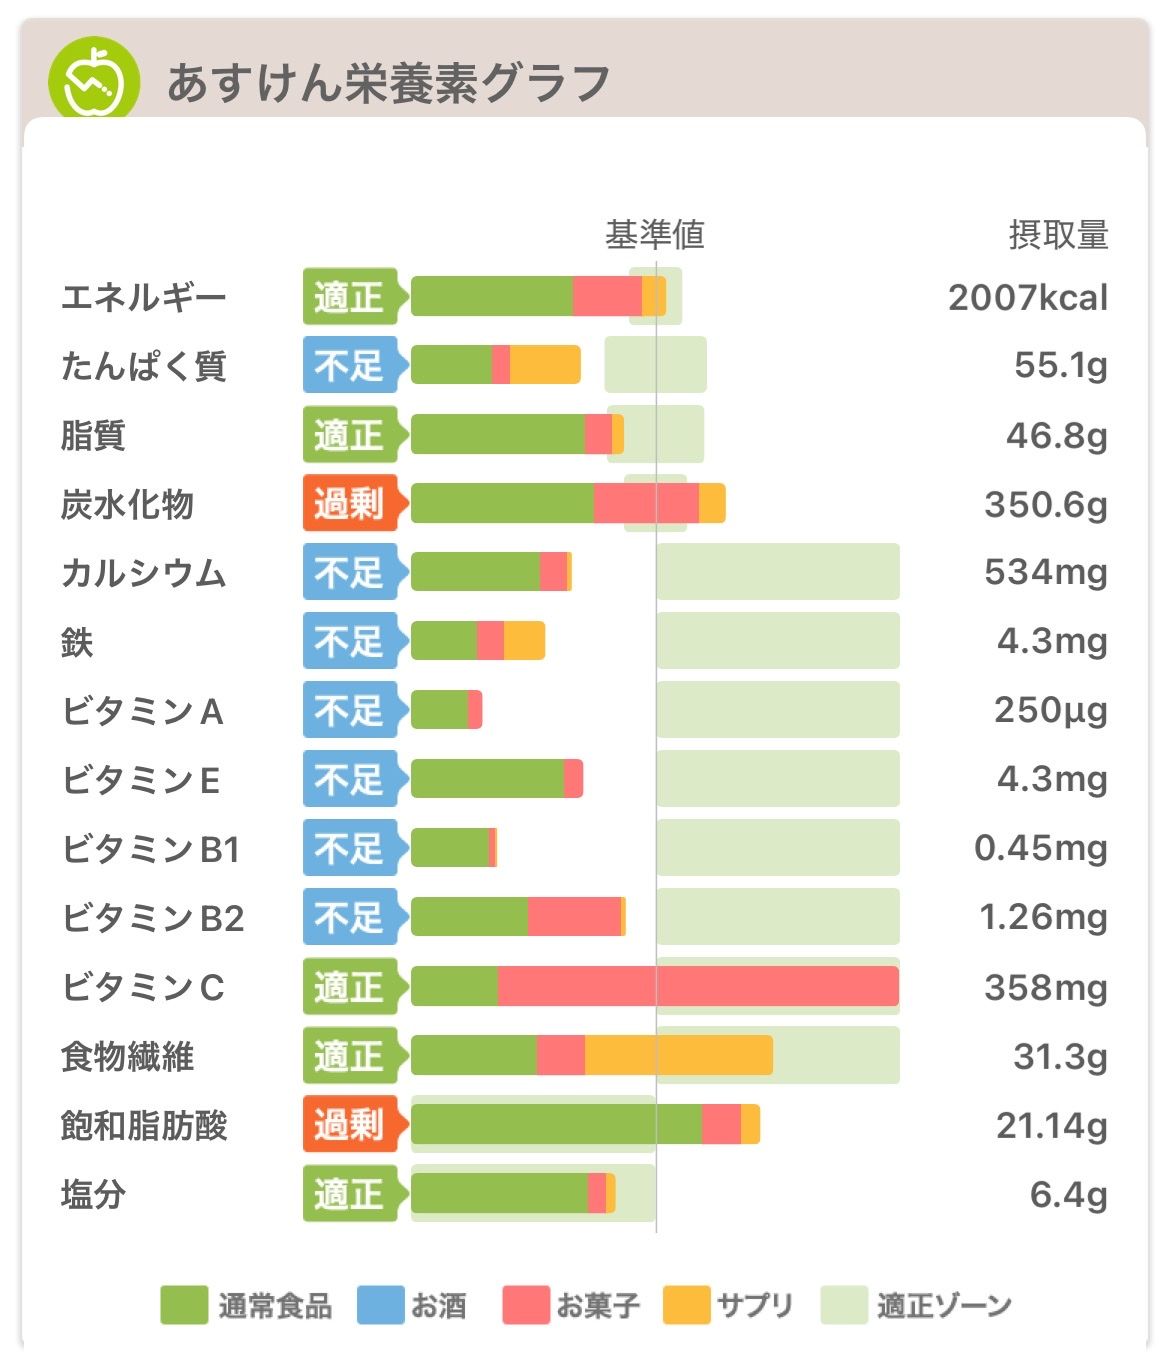 あすけん栄養素グラフ
基準値 摂取量
エネルギー 適正 2007kcal
たんぱく質 不足 55.1g
脂質 適正 46.8g
炭水化物 過剰 350.6g
カルシウム 不足 534mg
鉄 不足 4.3mg
ビタミンA 不足 250μg
ビタミンE 不足 4.3mg
ビタミンB1 不足 0.45mg
ビタミンB2 不足 1.26mg
ビタミンC 適正 358mg
食物繊維 適正 31.3g
飽和脂肪酸 過剰 21.14g
塩分 適正 6.4g
通常食品 お酒 お菓子 サプリ 適正ゾーン